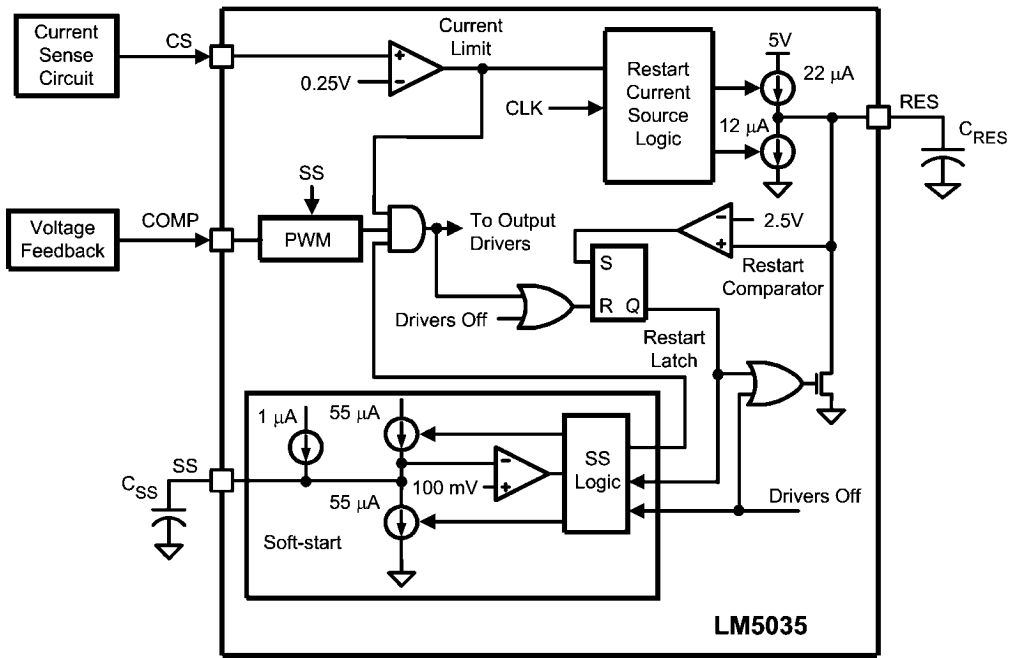 Current
Sense
Circuit
CS
0.25V
+
−
Current
Limit
CLK
Restart
Current
Source
Logic
5V
22 μA
12 μA
RES
C_RES
Voltage
Feedback
COMP
SS
PWM
To Output
Drivers
Drivers Off
S
R Q
Restart
Latch
−
+
2.5V
Restart
Comparator
1 μA
55 μA
55 μA
SS
C_SS
100 mV
−
+
SS
Logic
Soft-start
Drivers Off
LM5035